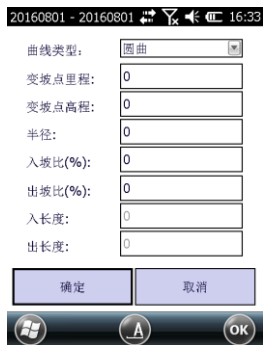 20160801 - 20160801 16:33
曲线类型: 圆曲
变坡点里程: 0
变坡点高程: 0
半径: 0
入坡比(%): 0
出坡比(%): 0
入长度: 0
出长度: 0
确定 取消
A OK